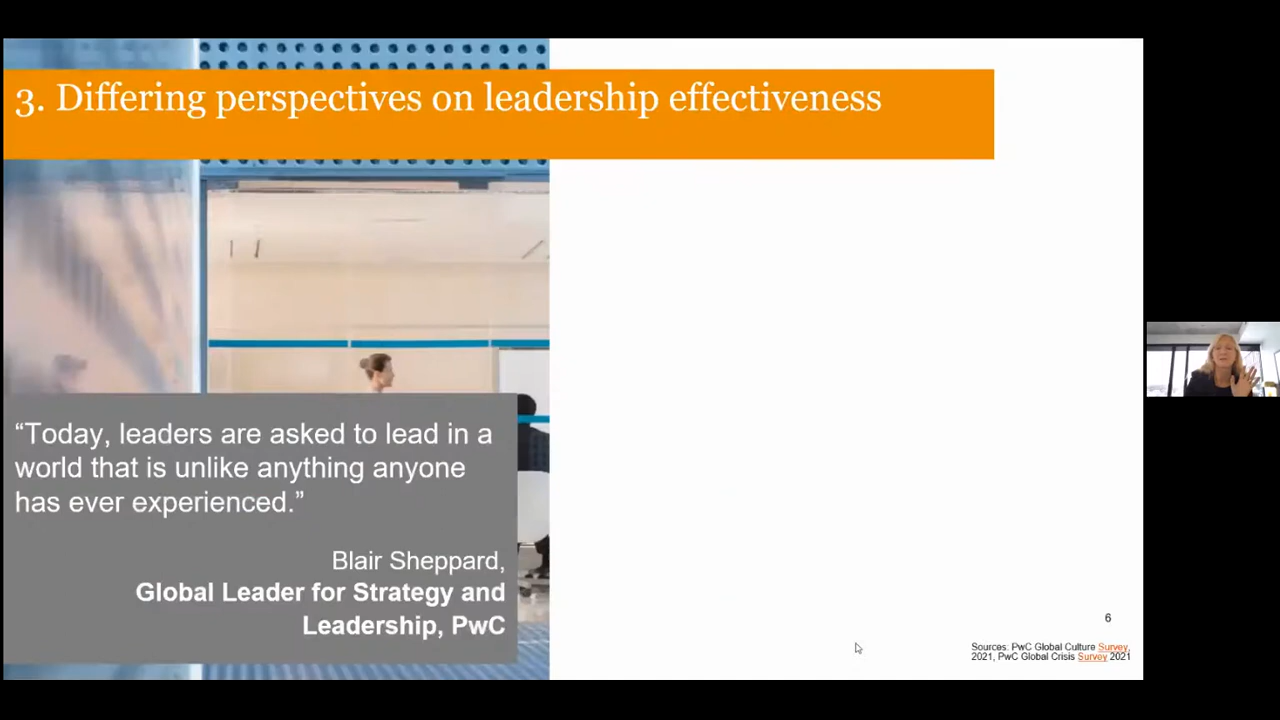 3. Differing perspectives on leadership effectiveness
“Today, leaders are asked to lead in a
world that is unlike anything anyone
has ever experienced.”
Blair Sheppard,
Global Leader for Strategy and
Leadership, PwC
6
Sources: PwC Global Culture Survey,
2021, PwC Global Crisis Survey 2021